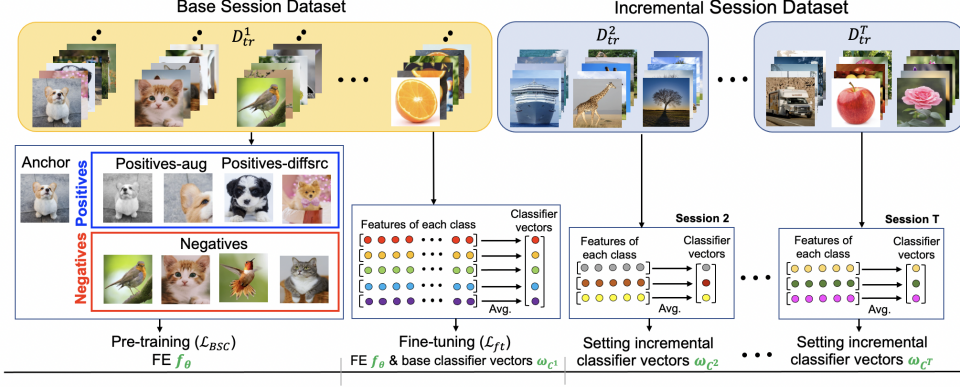 Base Session Dataset
Incremental Session Dataset
D_{tr}^{1}
D_{tr}^{2}
D_{tr}^{T}
Anchor
Positives
Positives-aug
Positives-diffsrc
Negatives
Negatives
Features of each class
Classifier
vectors
Avg.
Session 2
Features of
each class
Classifier
vectors
Avg.
Session T
Features of
each class
Classifier
vectors
Avg.
Pre-training (ℒ_{BSC})
FE f_θ
Fine-tuning (ℒ_{ft})
FE f_θ & base classifier vectors ω_{C^1}
Setting incremental
classifier vectors ω_{C^2}
Setting incremental
classifier vectors ω_{C^T}